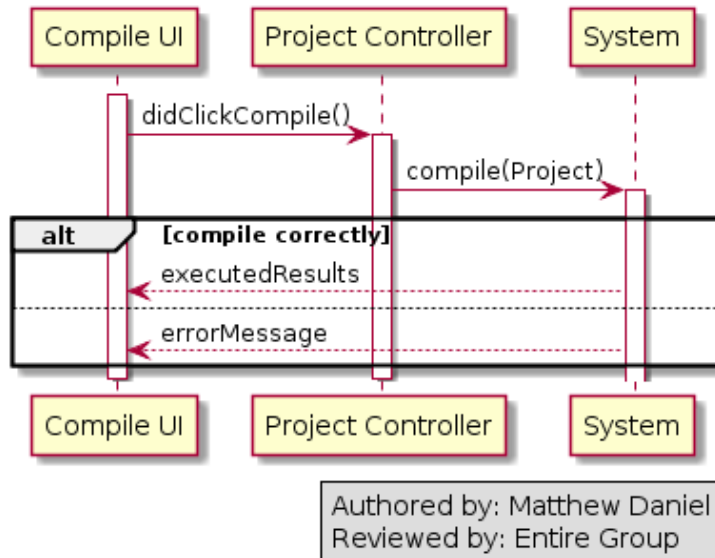 Compile UI
Project Controller
System
didClickCompile()
compile(Project)
alt
[compile correctly]
executedResults
errorMessage
Compile UI
Project Controller
System
Authored by: Matthew Daniel
Reviewed by: Entire Group